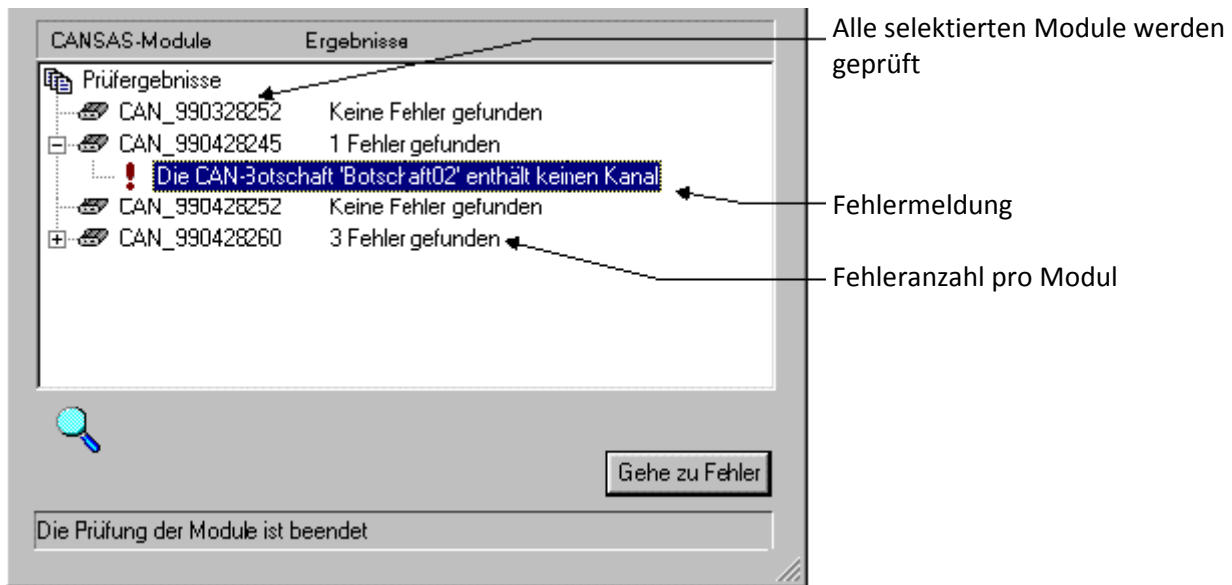 CANSAS-Module Ergebnisse
Alle selektierten Module werden
geprüft
Prüfergebnisse
CAN_990328252 Keine Fehler gefunden
CAN_990428245 1 Fehler gefunden
Die CAN-Botschaft 'Botschaft02' enthält keinen Kanal
CAN_990428252 Keine Fehler gefunden
Fehlermeldung
CAN_990428260 3 Fehler gefunden
Fehleranzahl pro Modul
Gehe zu Fehler
Die Prüfung der Module ist beendet